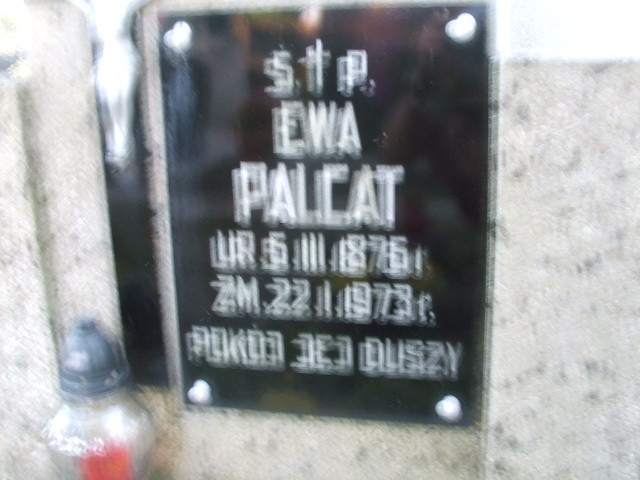 Ś. † P.
EWA
PALCAT
UR. 5. III. 1876 r.
ZM. 22. I. 1973 r.
POKÓJ JEJ DUSZY